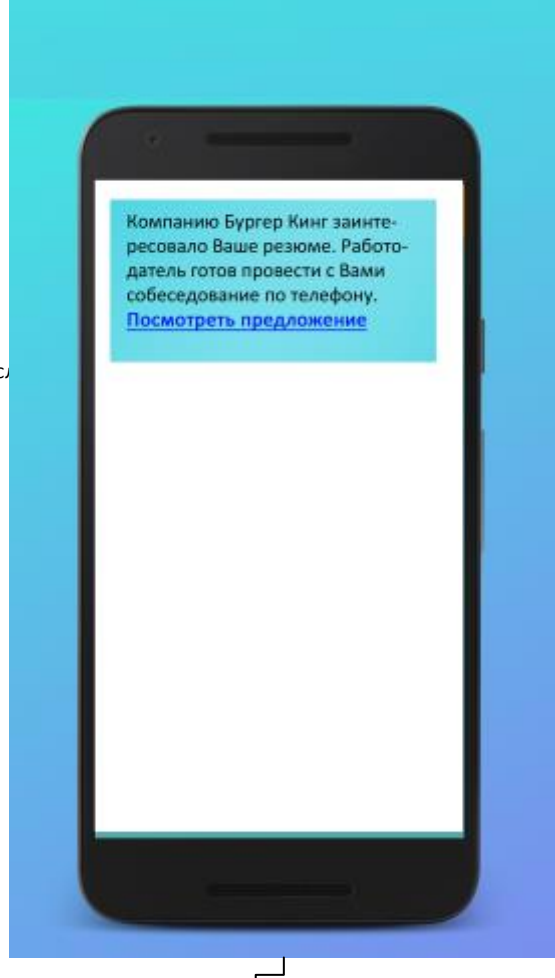 Компанию Бургер Кинг заинте-
ресовало Ваше резюме. Работо-
датель готов провести с Вами
собеседование по телефону.
Посмотреть предложение